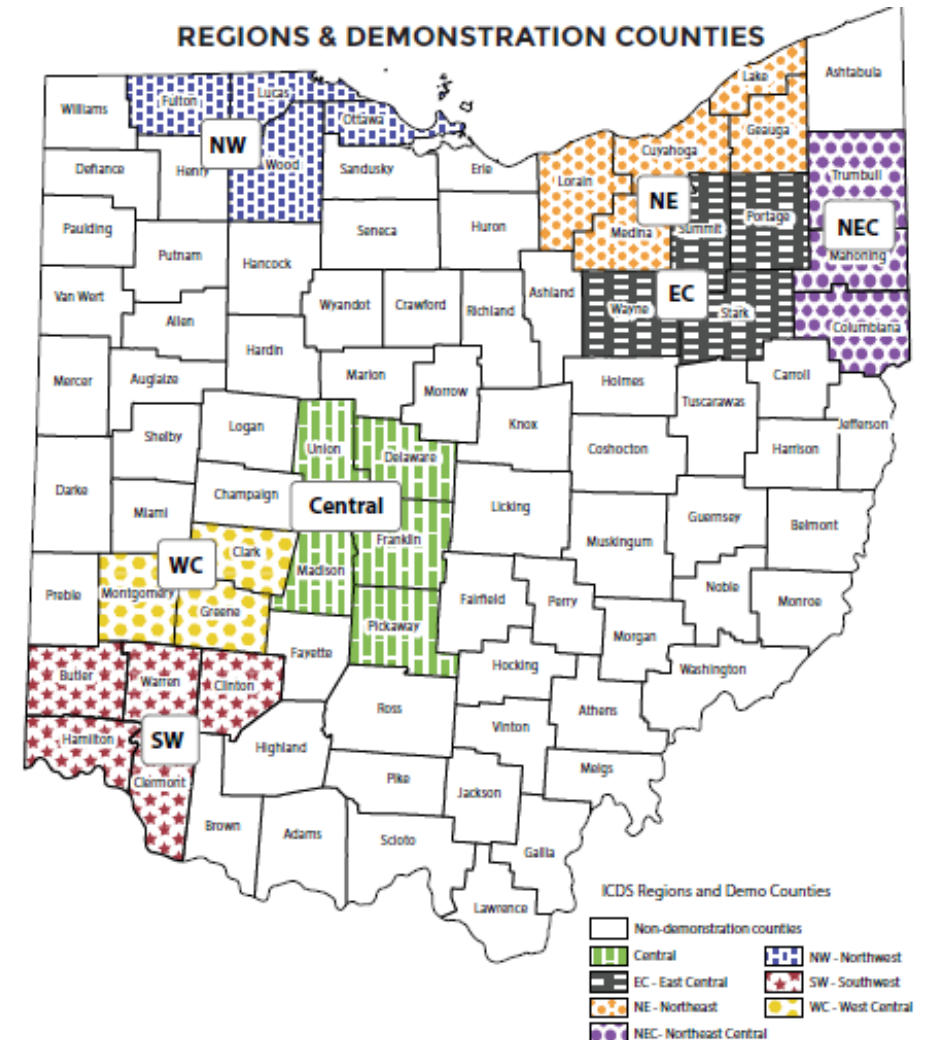 REGIONS & DEMONSTRATION COUNTIES
Williams
Fulton
Lucas
Ottawa
NW
Defiance
Henry
Wood
Sandusky
Erie
Lake
Ashtabula
Geauga
Cuyahoga
Lorain
Trumbull
Paulding
Putnam
Hancock
Seneca
Huron
NE
Medina
Summit
Portage
NEC
Mahoning
Van Wert
Allen
Wyandot
Crawford
Richland
Ashland
Wayne
EC
Stark
Columbiana
Mercer
Auglaize
Hardin
Marion
Morrow
Holmes
Tuscarawas
Carroll
Jefferson
Shelby
Logan
Union
Delaware
Knox
Coshocton
Harrison
Darke
Miami
Champaign
Central
Franklin
Licking
Muskingum
Guernsey
Belmont
WC
Clark
Madison
Preble
Montgomery
Greene
Pickaway
Fairfield
Perry
Noble
Monroe
Morgan
Fayette
Hocking
Washington
Butler
Warren
Clinton
Ross
Athens
Vinton
Hamilton
SW
Highland
Clermont
Pike
Jackson
Meigs
Brown
Adams
Scioto
Gallia
Lawrence
ICDS Regions and Demo Counties
Non-demonstration counties
Central
NW - Northwest
EC - East Central
SW - Southwest
NE - Northeast
WC - West Central
NEC- Northeast Central